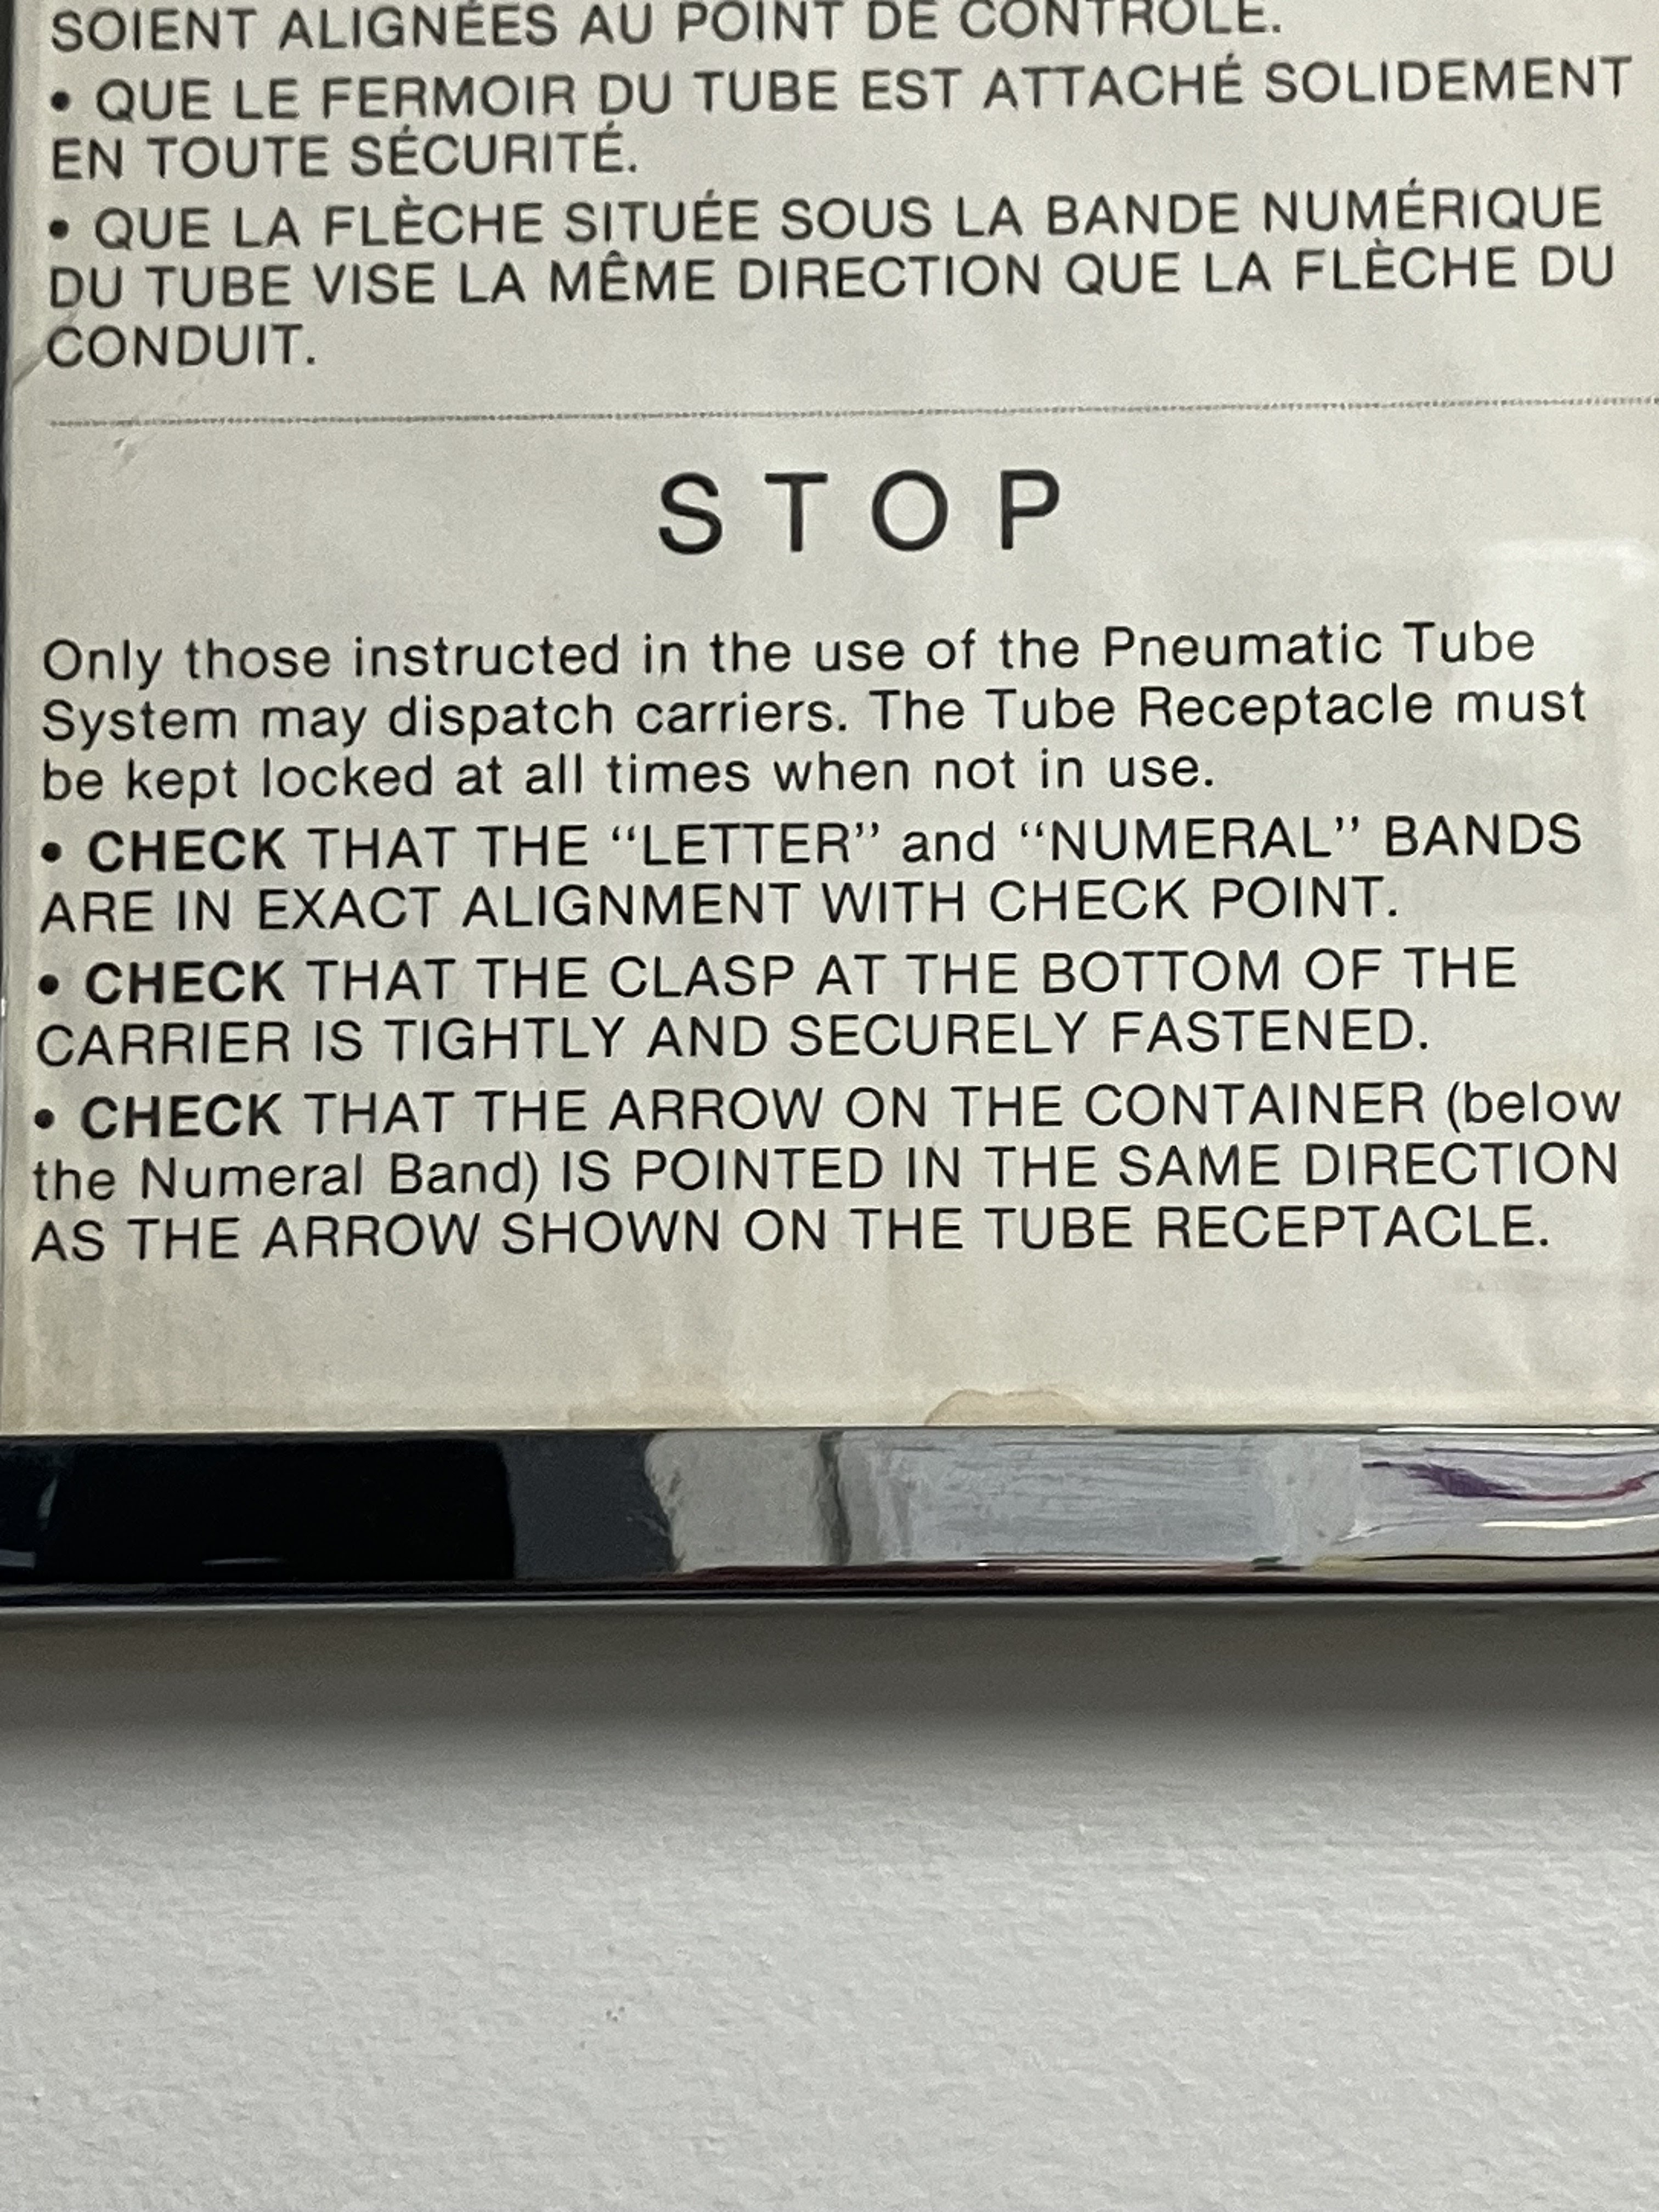 SOIENT ALIGNÉES AU POINT DE CONTRÔLE.
• QUE LE FERMOIR DU TUBE EST ATTACHÉ SOLIDEMENT
EN TOUTE SÉCURITÉ.
• QUE LA FLÈCHE SITUÉE SOUS LA BANDE NUMÉRIQUE
DU TUBE VISE LA MÊME DIRECTION QUE LA FLÈCHE DU
CONDUIT.
STOP
Only those instructed in the use of the Pneumatic Tube
System may dispatch carriers. The Tube Receptacle must
be kept locked at all times when not in use.
• CHECK THAT THE “LETTER” and “NUMERAL” BANDS
ARE IN EXACT ALIGNMENT WITH CHECK POINT.
• CHECK THAT THE CLASP AT THE BOTTOM OF THE
CARRIER IS TIGHTLY AND SECURELY FASTENED.
• CHECK THAT THE ARROW ON THE CONTAINER (below
the Numeral Band) IS POINTED IN THE SAME DIRECTION
AS THE ARROW SHOWN ON THE TUBE RECEPTACLE.